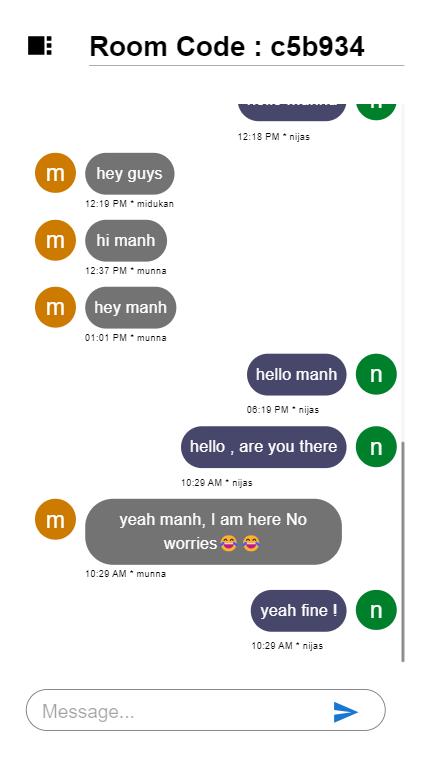 Room Code : c5b934
n
12:18 PM * nijas
m
hey guys
12:19 PM * midukan
m
hi manh
12:37 PM * munna
m
hey manh
01:01 PM * munna
hello manh
n
06:19 PM * nijas
hello , are you there
n
10:29 AM * nijas
m
yeah manh, I am here No
worries😂 😂
10:29 AM * munna
yeah fine !
n
10:29 AM * nijas
Message...